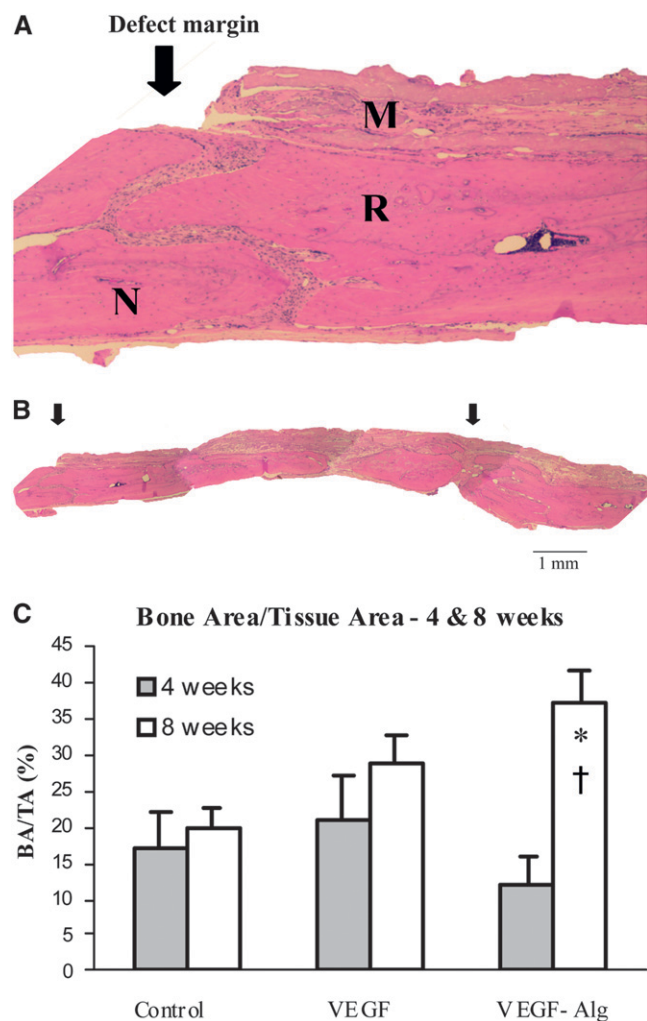 A
Defect margin
M
R
N
B
1 mm
C
Bone Area/Tissue Area - 4 & 8 weeks
45
40
35
30
25
20
15
10
5
0
BA/TA (%)
4 weeks
8 weeks
*
†
Control
VEGF
VEGF- Alg